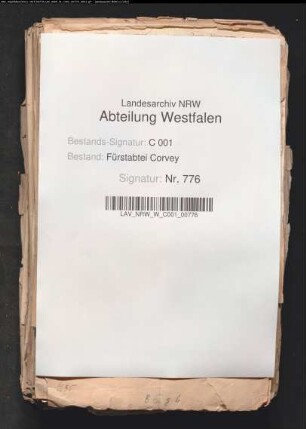 Landesarchiv NRW
Abteilung Westfalen
Bestands-Signatur: C 001
Bestand: Fürstabtei Corvey
Signatur: Nr. 776
LAV_NRW_W_C001_00776